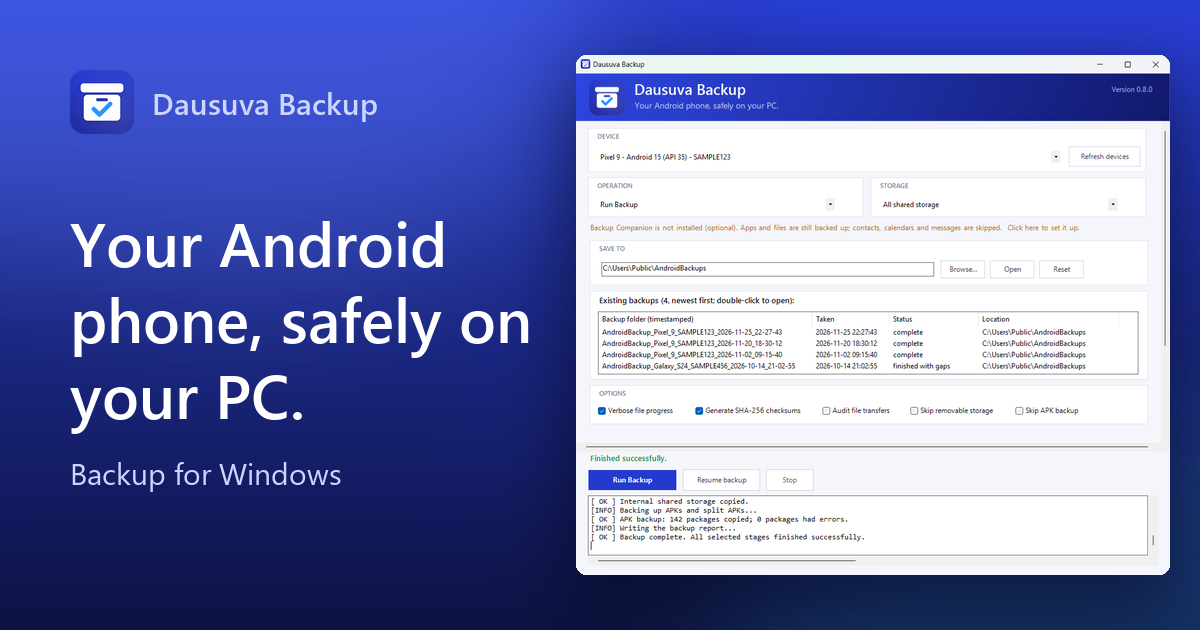 Dausuva Backup
Your Android
phone, safely on
your PC.
Backup for Windows
Dausuva Backup
Dausuva Backup
Your Android phone, safely on your PC.
Version 0.8.0
DEVICE
Pixel 9 - Android 15 (API 35) - SAMPLE123
Refresh devices
OPERATION
Run Backup
STORAGE
All shared storage
Backup Companion is not installed (optional). Apps and files are still backed up; contacts, calendars and messages are skipped. Click here to set it up.
SAVE TO
C:\Users\Public\AndroidBackups
Browse... Open Reset
Existing backups (4, newest first; double-click to open):
Backup folder (timestamped) Taken Status Location
AndroidBackup_Pixel_9_SAMPLE123_2026-11-25_22-27-43 2026-11-25 22:27:43 complete C:\Users\Public\AndroidBackups
AndroidBackup_Pixel_9_SAMPLE123_2026-11-20_18-30-12 2026-11-20 18:30:12 complete C:\Users\Public\AndroidBackups
AndroidBackup_Pixel_9_SAMPLE123_2026-11-02_09-15-40 2026-11-02 09:15:40 complete C:\Users\Public\AndroidBackups
AndroidBackup_Galaxy_S24_SAMPLE456_2026-10-14_21-02-55 2026-10-14 21:02:55 finished with gaps C:\Users\Public\AndroidBackups
OPTIONS
Verbose file progress Generate SHA-256 checksums Audit file transfers Skip removable storage Skip APK backup
Finished successfully.
Run Backup Resume backup Stop
[ OK ] Internal shared storage copied.
[INFO] Backing up APKs and split APKs...
[ OK ] APK backup: 142 packages copied; 0 packages had errors.
[INFO] Writing the backup report...
[ OK ] Backup complete. All selected stages finished successfully.